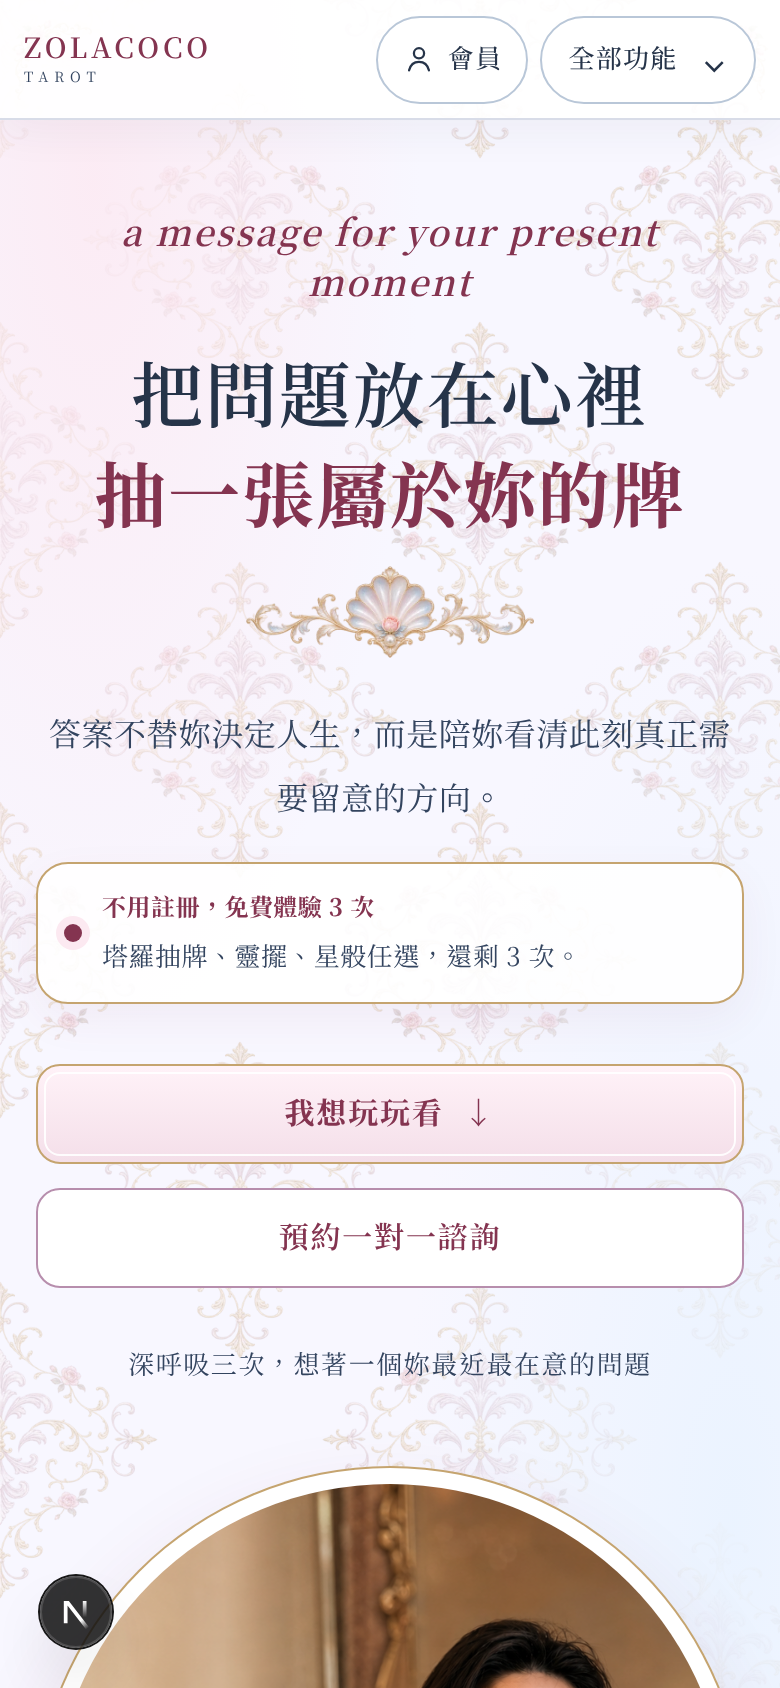 ZOLACOCO
TAROT
會員
全部功能
a message for your present
moment
把問題放在心裡
抽一張屬於妳的牌
答案不替妳決定人生，而是陪妳看清此刻真正需
要留意的方向。
不用註冊，免費體驗 3 次
塔羅抽牌、靈擺、星骰任選，還剩 3 次。
我想玩玩看 ↓
預約一對一諮詢
深呼吸三次，想著一個妳最近最在意的問題
N